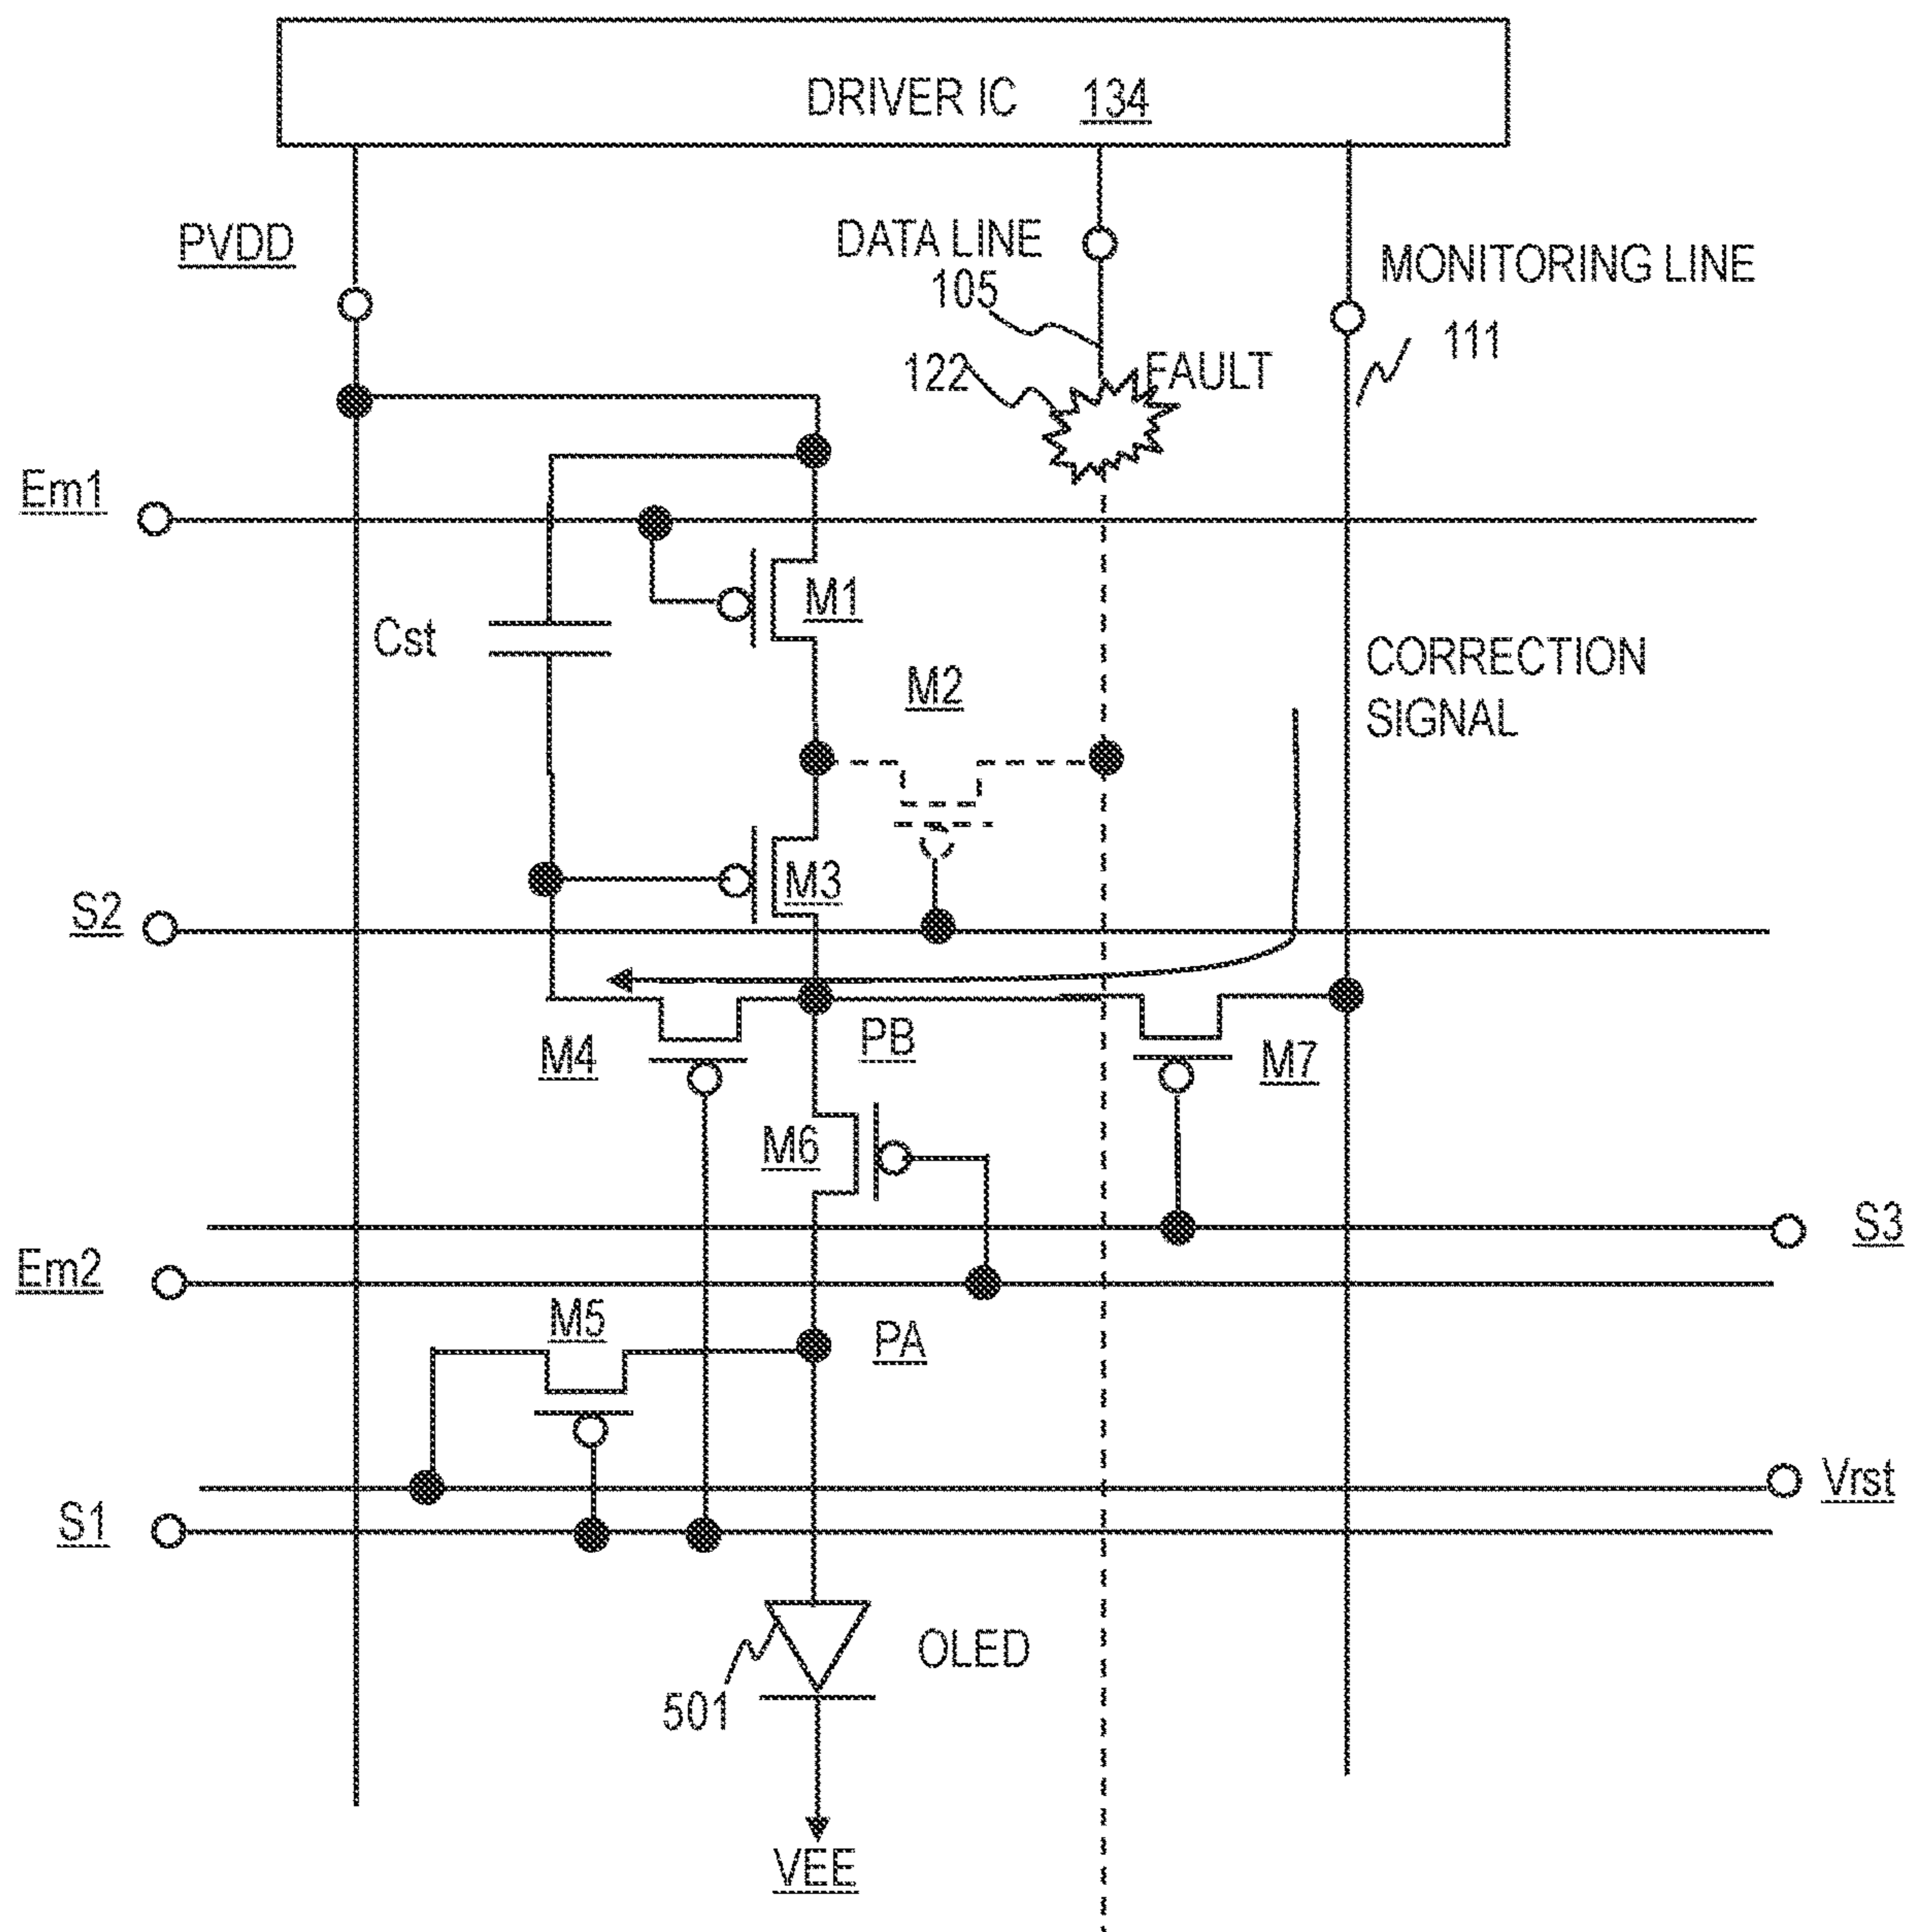 DRIVER IC 134
PVDD
DATA LINE
105
MONITORING LINE
111
122
FAULT
Em1
M1
Cst
CORRECTION
SIGNAL
M2
M3
S2
M4
PB
M7
M6
S3
Em2
M5
PA
Vrst
S1
OLED
501
VEE